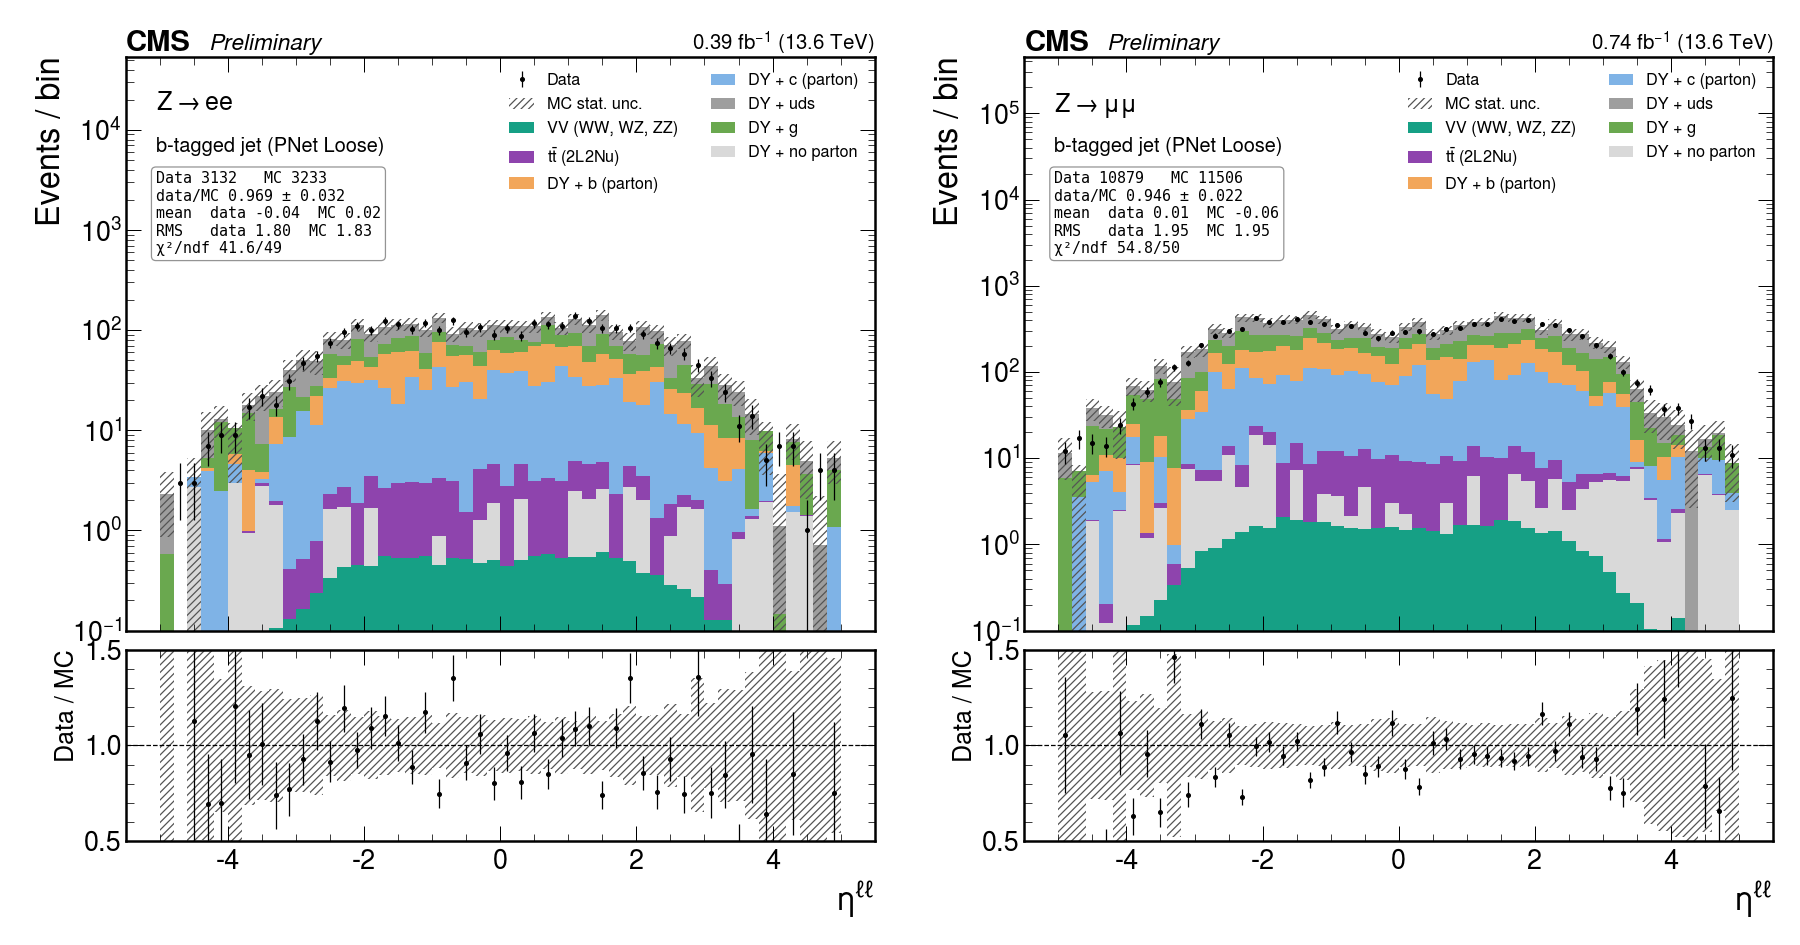 CMS Preliminary 0.39 fb⁻¹ (13.6 TeV)
Events / bin
Z → ee
b-tagged jet (PNet Loose)
Data 3132 MC 3233
data/MC 0.969 ± 0.032
mean data -0.04 MC 0.02
RMS data 1.80 MC 1.83
χ²/ndf 41.6/49
Data
MC stat. unc.
VV (WW, WZ, ZZ)
tt̄ (2L2Nu)
DY + b (parton)
DY + c (parton)
DY + uds
DY + g
DY + no parton
10⁴
10³
10²
10¹
10⁰
10⁻¹
Data / MC
1.5
1.0
0.5
-4 -2 0 2 4
η^ℓℓ
CMS Preliminary 0.74 fb⁻¹ (13.6 TeV)
Events / bin
Z → μμ
b-tagged jet (PNet Loose)
Data 10879 MC 11506
data/MC 0.946 ± 0.022
mean data 0.01 MC -0.06
RMS data 1.95 MC 1.95
χ²/ndf 54.8/50
Data
MC stat. unc.
VV (WW, WZ, ZZ)
tt̄ (2L2Nu)
DY + b (parton)
DY + c (parton)
DY + uds
DY + g
DY + no parton
10⁵
10⁴
10³
10²
10¹
10⁰
10⁻¹
Data / MC
1.5
1.0
0.5
-4 -2 0 2 4
η^ℓℓ